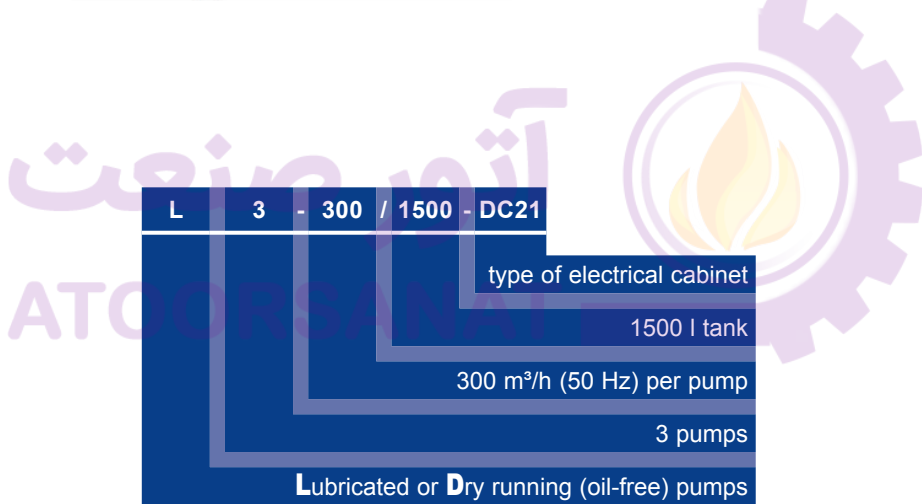 آتور صنعت
L 3 - 300 / 1500 - DC21
type of electrical cabinet
ATOORSANAT
1500 l tank
300 m³/h (50 Hz) per pump
3 pumps
Lubricated or Dry running (oil-free) pumps